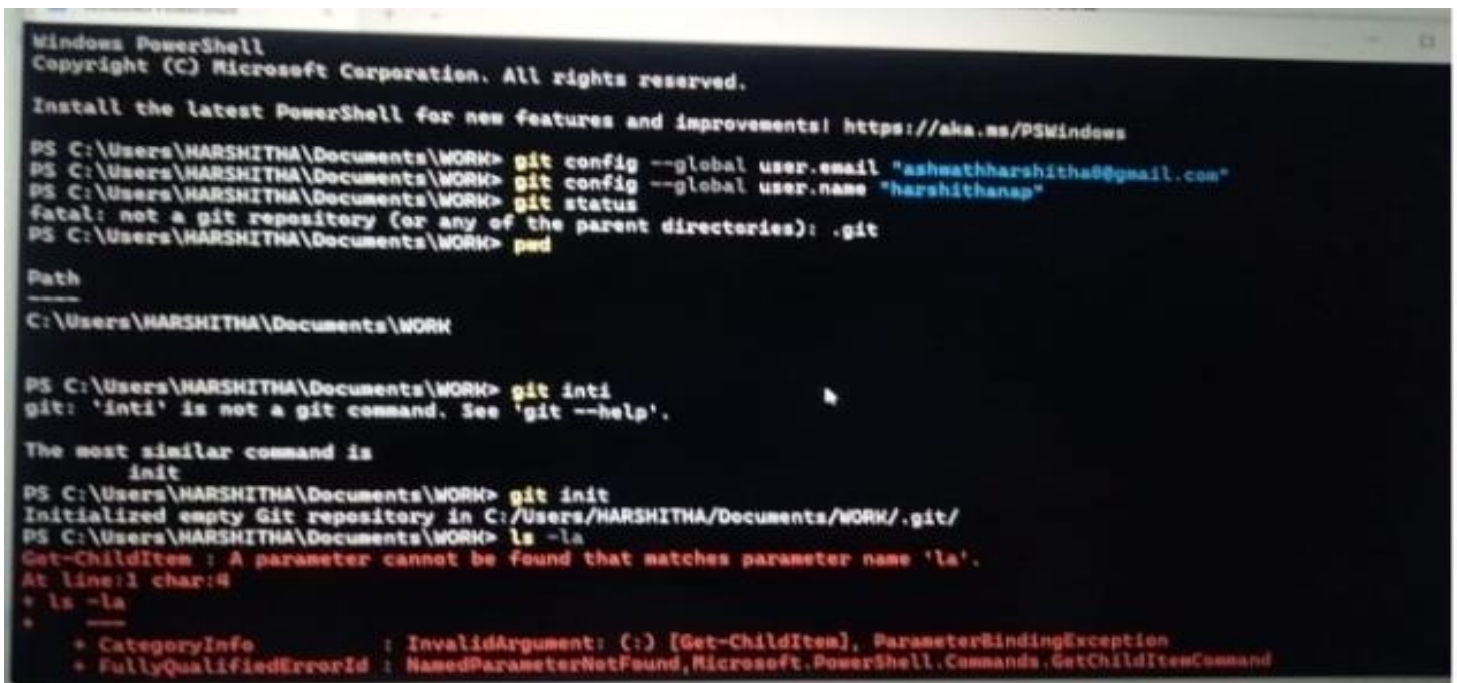 Windows PowerShell
Copyright (C) Microsoft Corporation. All rights reserved.
Install the latest PowerShell for new features and improvements! https://aka.ms/PSWindows
PS C:\Users\HARSHITHA\Documents\WORK> git config --global user.email "ashwathharshitha8@gmail.com"
PS C:\Users\HARSHITHA\Documents\WORK> git config --global user.name "harshithanap"
PS C:\Users\HARSHITHA\Documents\WORK> git status
fatal: not a git repository (or any of the parent directories): .git
PS C:\Users\HARSHITHA\Documents\WORK> pwd
Path
----
C:\Users\HARSHITHA\Documents\WORK
PS C:\Users\HARSHITHA\Documents\WORK> git inti
git: 'inti' is not a git command. See 'git --help'.
The most similar command is
init
PS C:\Users\HARSHITHA\Documents\WORK> git init
Initialized empty Git repository in C:/Users/HARSHITHA/Documents/WORK/.git/
PS C:\Users\HARSHITHA\Documents\WORK> ls -la
Get-ChildItem : A parameter cannot be found that matches parameter name 'la'.
At line:1 char:4
+ ls -la
+    ~~~
+ CategoryInfo : InvalidArgument: (:) [Get-ChildItem], ParameterBindingException
+ FullyQualifiedErrorId : NamedParameterNotFound,Microsoft.PowerShell.Commands.GetChildItemCommand